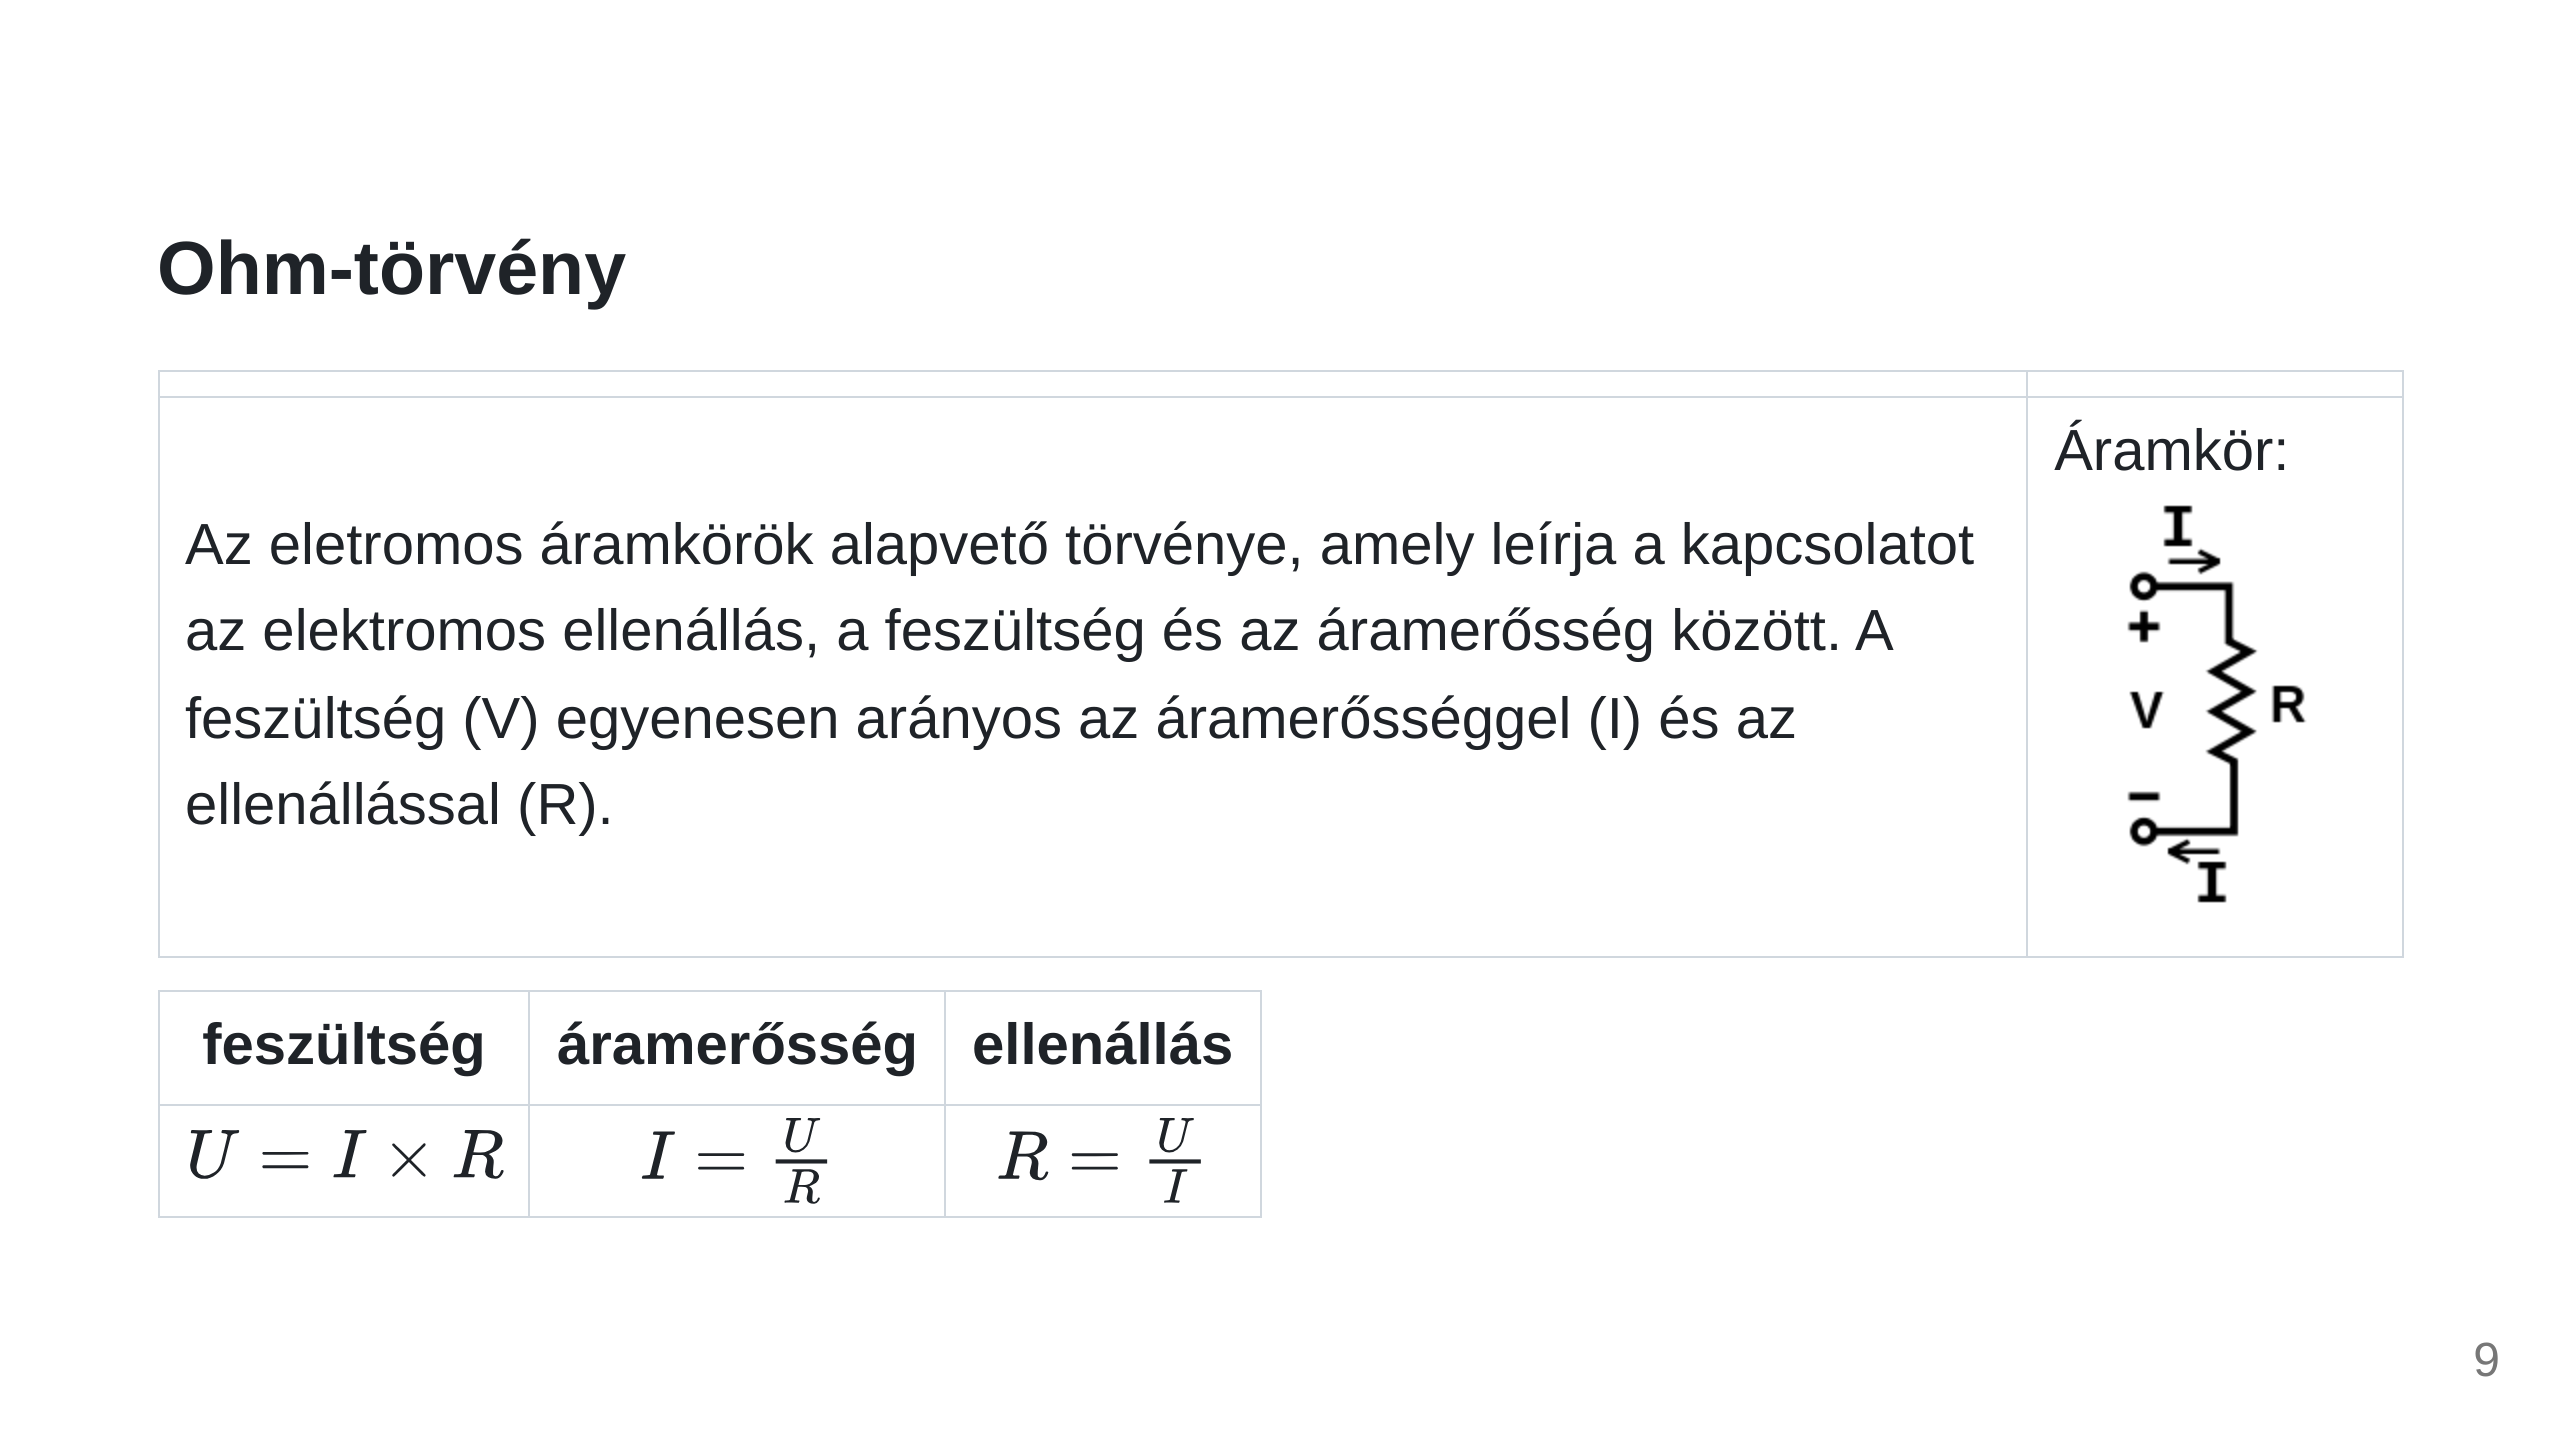 Ohm-törvény
Az eletromos áramkörök alapvető törvénye, amely leírja a kapcsolatot
az elektromos ellenállás, a feszültség és az áramerősség között. A
feszültség (V) egyenesen arányos az áramerősséggel (I) és az
ellenállással (R).
Áramkör:
I
+
V
R
−
I
feszültség áramerősség ellenállás
U = I × R I = U/R R = U/I
9